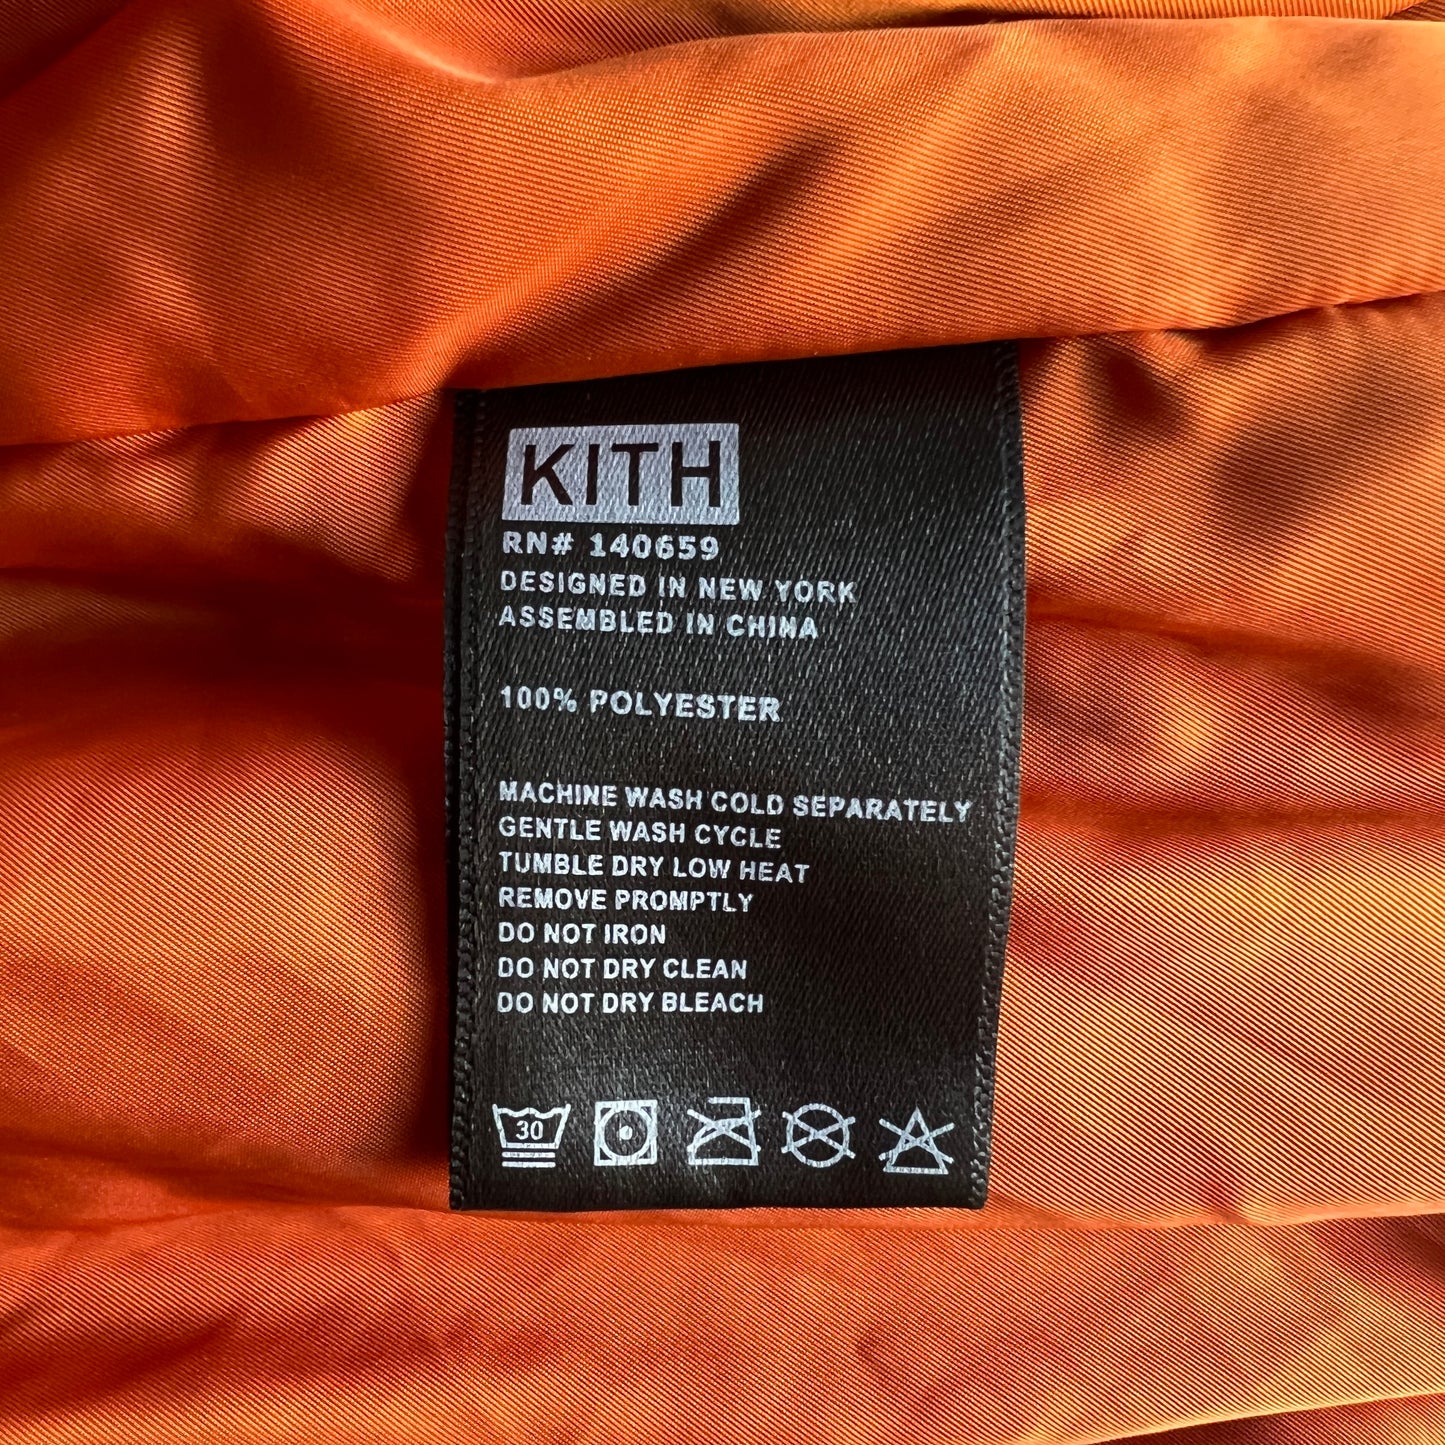 KITH
RN# 140659
DESIGNED IN NEW YORK
ASSEMBLED IN CHINA
100% POLYESTER
MACHINE WASH COLD SEPARATELY
GENTLE WASH CYCLE
TUMBLE DRY LOW HEAT
REMOVE PROMPTLY
DO NOT IRON
DO NOT DRY CLEAN
DO NOT DRY BLEACH
30